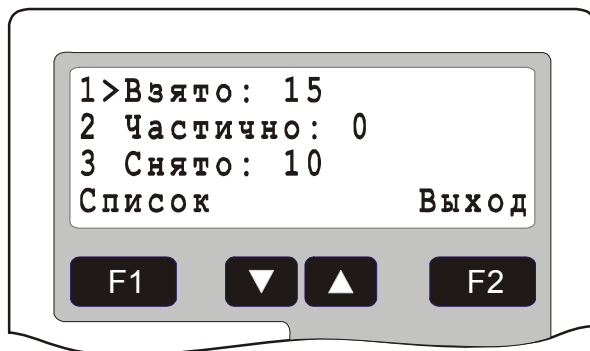 1>Взято: 15
2 Частично: 0
3 Снято: 10
Список Выход
F1 ▼ ▲ F2